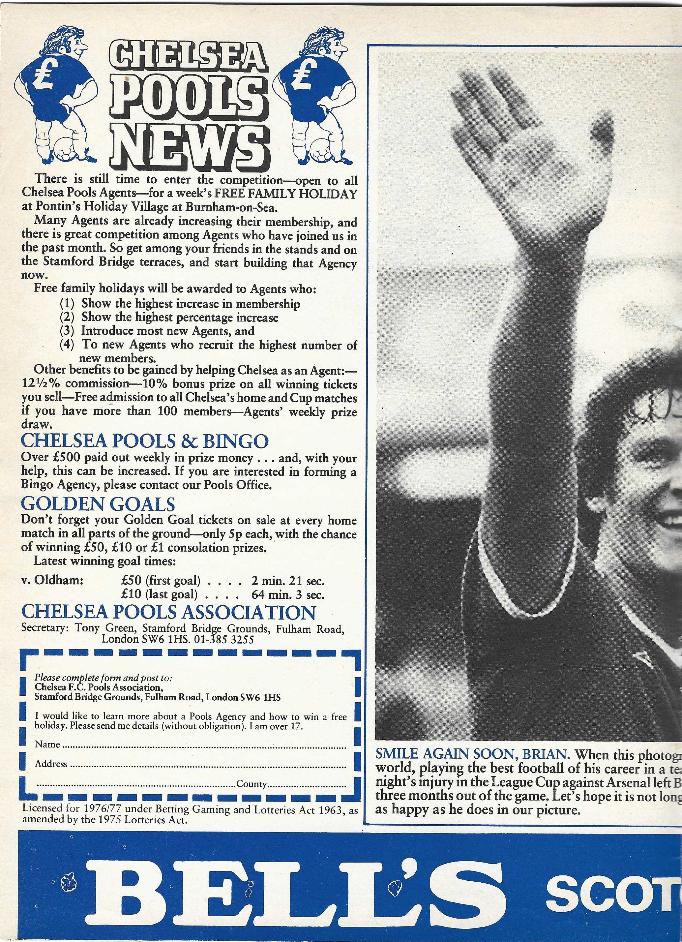 £
£
CHELSEA
POOLS
NEWS
There is still time to enter the competition—open to all
Chelsea Pools Agents—for a week's FREE FAMILY HOLIDAY
at Pontin's Holiday Village at Burnham-on-Sea.
Many Agents are already increasing their membership, and
there is great competition among Agents who have joined us in
the past month. So get among your friends in the stands and on
the Stamford Bridge terraces, and start building that Agency
now.
Free family holidays will be awarded to Agents who:
(1) Show the highest increase in membership
(2) Show the highest percentage increase
(3) Introduce most new Agents, and
(4) To new Agents who recruit the highest number of
new members.
Other benefits to be gained by helping Chelsea as an Agent:—
12½% commission—10% bonus prize on all winning tickets
you sell—Free admission to all Chelsea's home and Cup matches
if you have more than 100 members—Agents' weekly prize
draw.
CHELSEA POOLS & BINGO
Over £500 paid out weekly in prize money . . . and, with your
help, this can be increased. If you are interested in forming a
Bingo Agency, please contact our Pools Office.
GOLDEN GOALS
Don't forget your Golden Goal tickets on sale at every home
match in all parts of the ground—only 5p each, with the chance
of winning £50, £10 or £1 consolation prizes.
Latest winning goal times:
v. Oldham: £50 (first goal) . . . . 2 min. 21 sec.
£10 (last goal) . . . . 64 min. 3 sec.
CHELSEA POOLS ASSOCIATION
Secretary: Tony Green, Stamford Bridge Grounds, Fulham Road,
London SW6 1HS. 01-385 3255
Please complete form and post to:
Chelsea F.C. Pools Association,
Stamford Bridge Grounds, Fulham Road, London SW6 1HS
I would like to learn more about a Pools Agency and how to win a free
holiday. Please send me details (without obligation). I am over 17.
Name
Address
County
Licensed for 1976/77 under Betting Gaming and Lotteries Act 1963, as
amended by the 1975 Lotteries Act.
SMILE AGAIN SOON, BRIAN. When this photogr
world, playing the best football of his career in a te
night's injury in the League Cup against Arsenal left B
three months out of the game. Let's hope it is not long
as happy as he does in our picture.
BELL'S SCOT